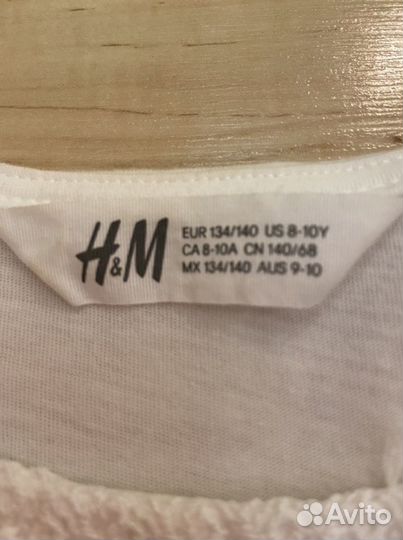 H&M
EUR 134/140 US 8-10Y
CA 8-10A CN 140/68
MX 134/140 AUS 9-10
Avito